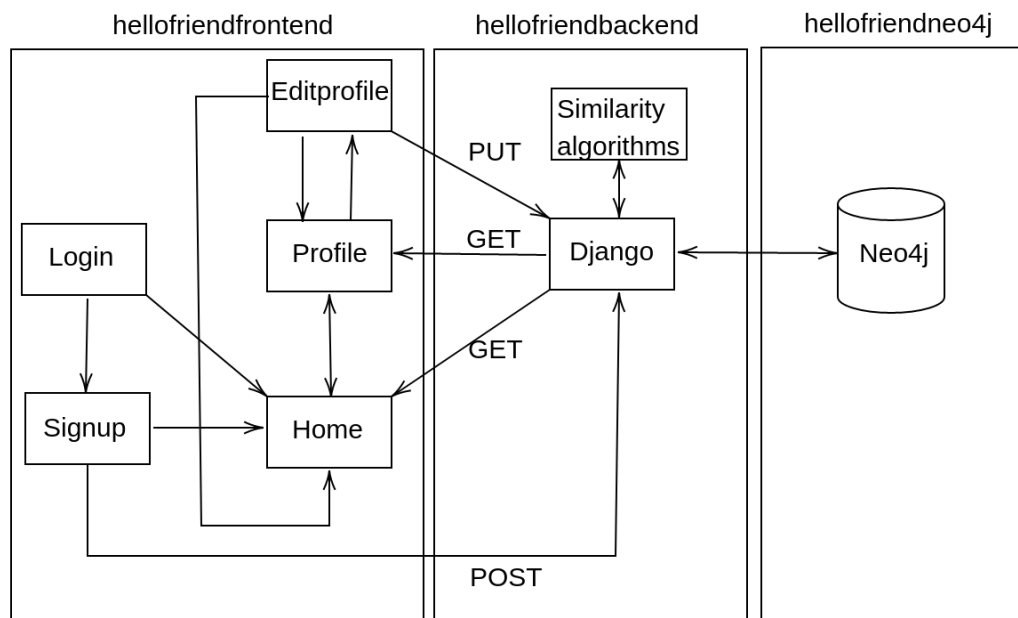 hellofriendfrontend
hellofriendbackend
hellofriendneo4j
Editprofile
Similarity
algorithms
PUT
Login
Profile
GET
Django
Neo4j
GET
Signup
Home
POST